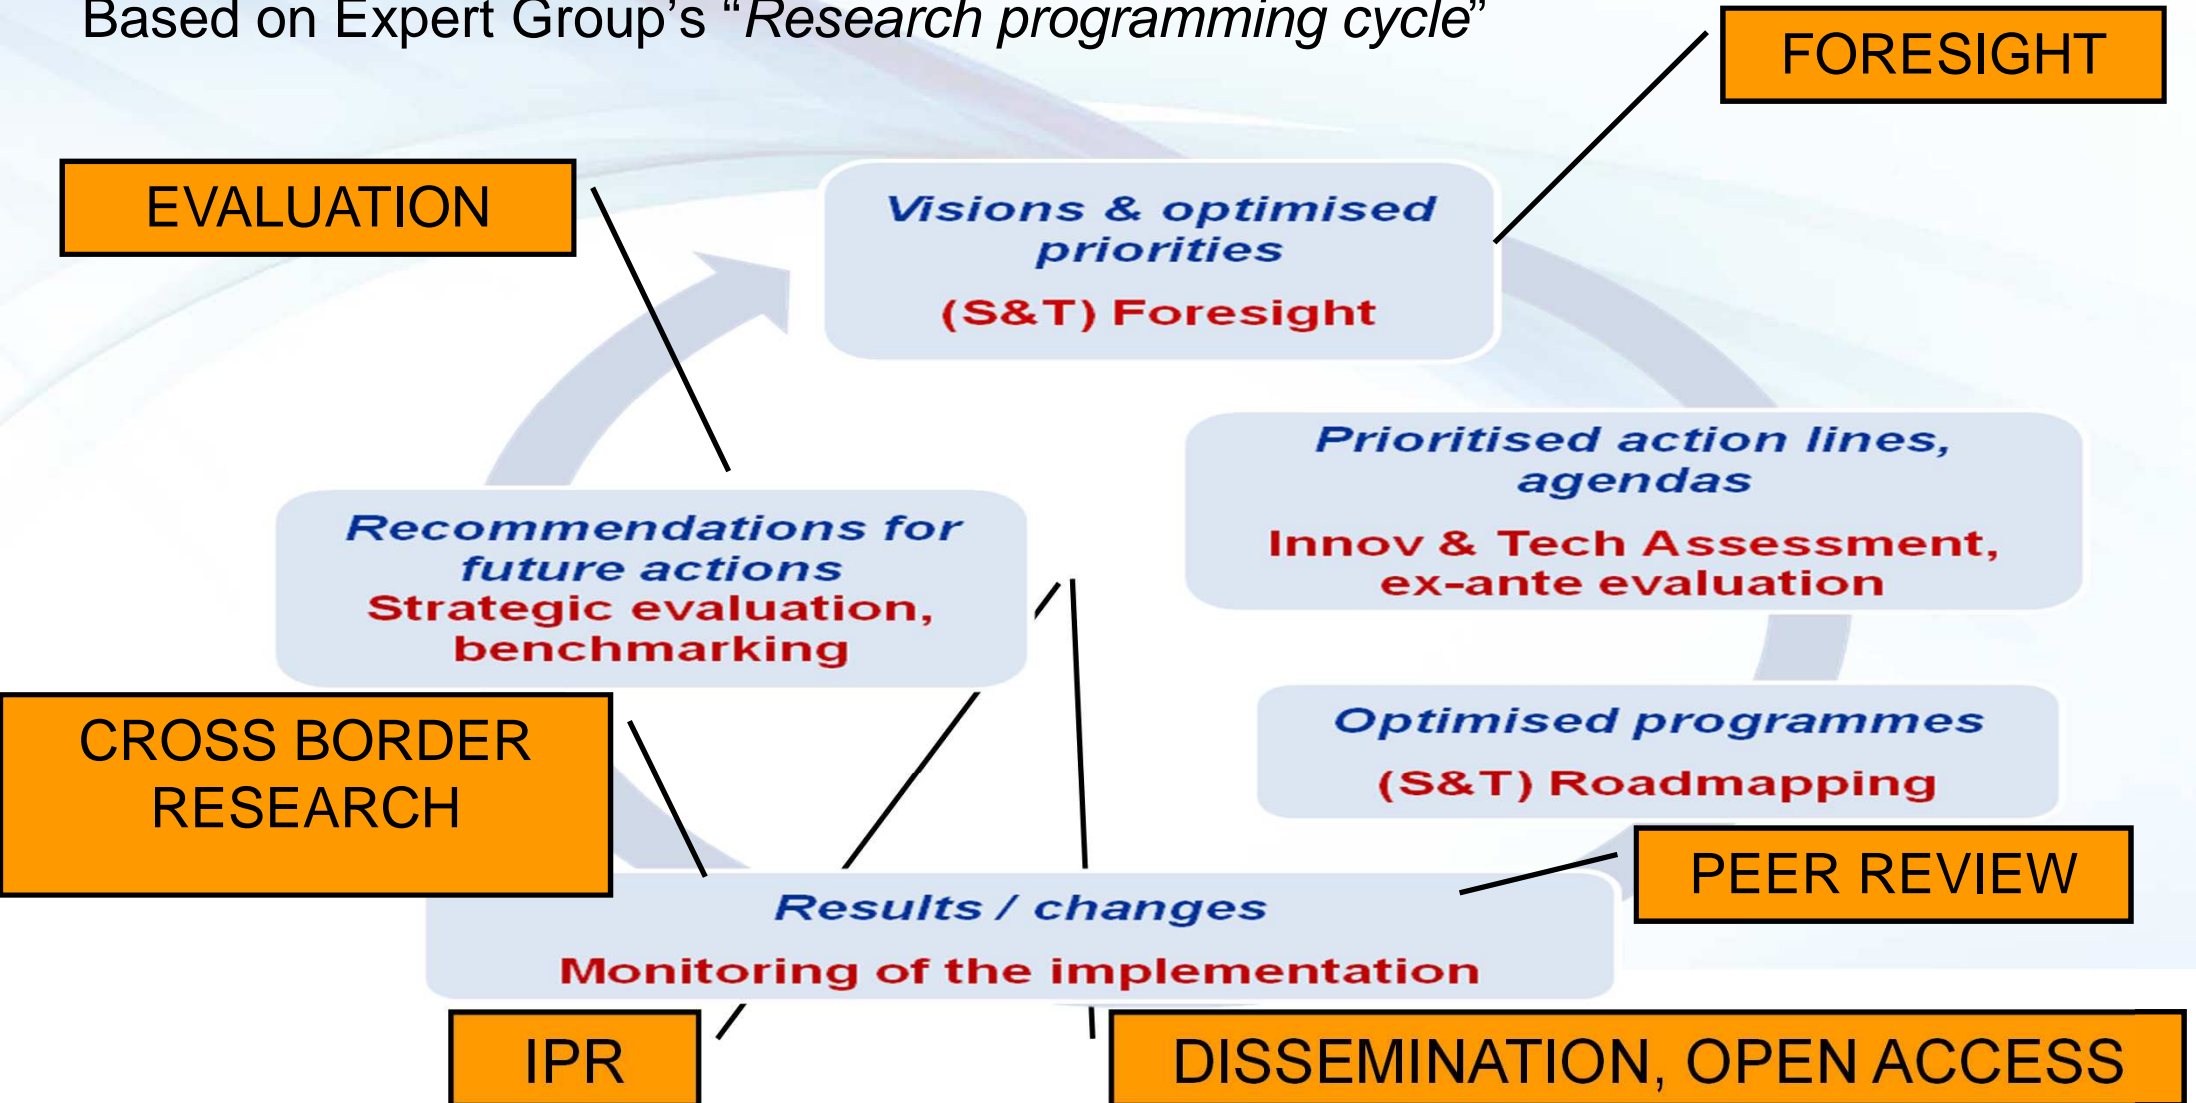 Based on Expert Group’s “Research programming cycle”
FORESIGHT
EVALUATION
Visions & optimised
priorities
(S&T) Foresight
Prioritised action lines,
agendas
Innov & Tech Assessment,
ex-ante evaluation
Recommendations for
future actions
Strategic evaluation,
benchmarking
CROSS BORDER
RESEARCH
Optimised programmes
(S&T) Roadmapping
PEER REVIEW
Results / changes
Monitoring of the implementation
IPR
DISSEMINATION, OPEN ACCESS